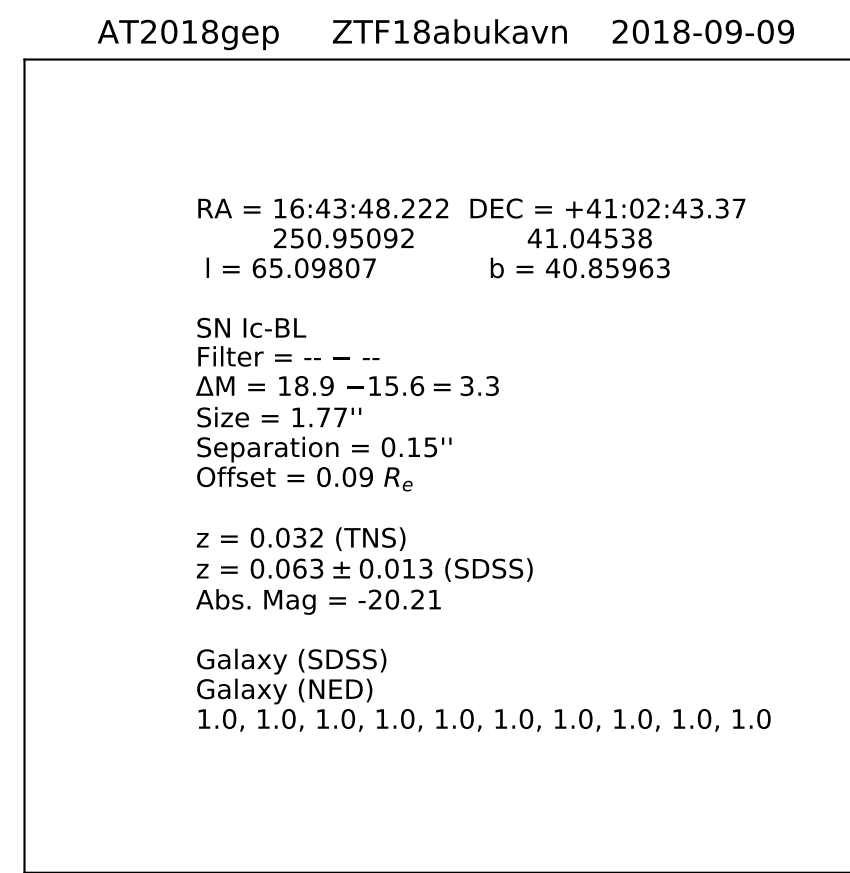 AT2018gep ZTF18abukavn 2018-09-09
RA = 16:43:48.222 DEC = +41:02:43.37
250.95092 41.04538
l = 65.09807 b = 40.85963
SN Ic-BL
Filter = -- − --
ΔM = 18.9 −15.6 = 3.3
Size = 1.77''
Separation = 0.15''
Offset = 0.09 Re
z = 0.032 (TNS)
z = 0.063 ± 0.013 (SDSS)
Abs. Mag = -20.21
Galaxy (SDSS)
Galaxy (NED)
1.0, 1.0, 1.0, 1.0, 1.0, 1.0, 1.0, 1.0, 1.0, 1.0